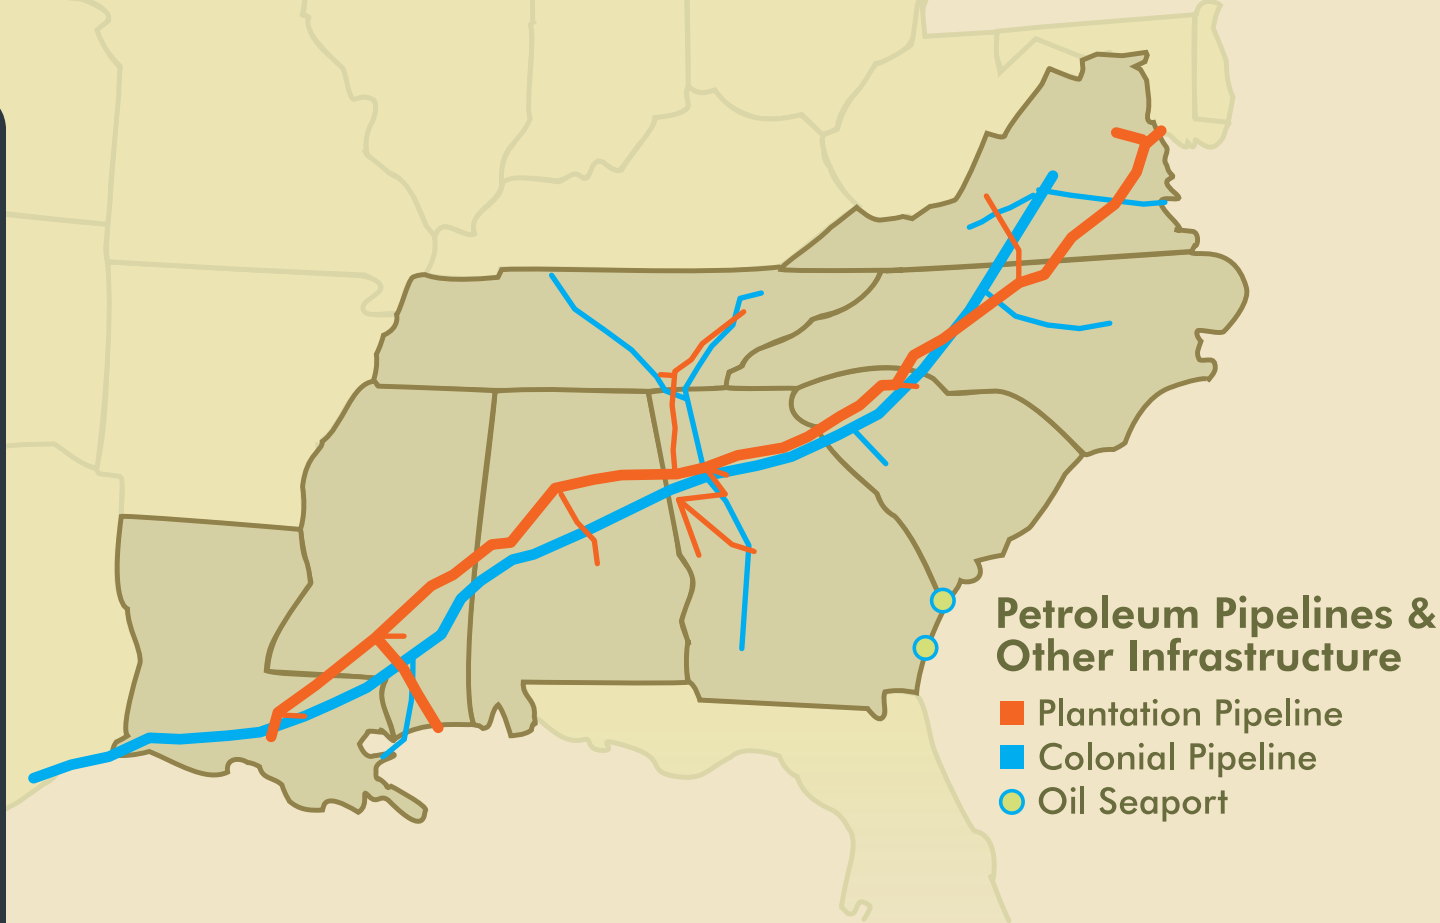 Petroleum Pipelines &
Other Infrastructure
Plantation Pipeline
Colonial Pipeline
Oil Seaport